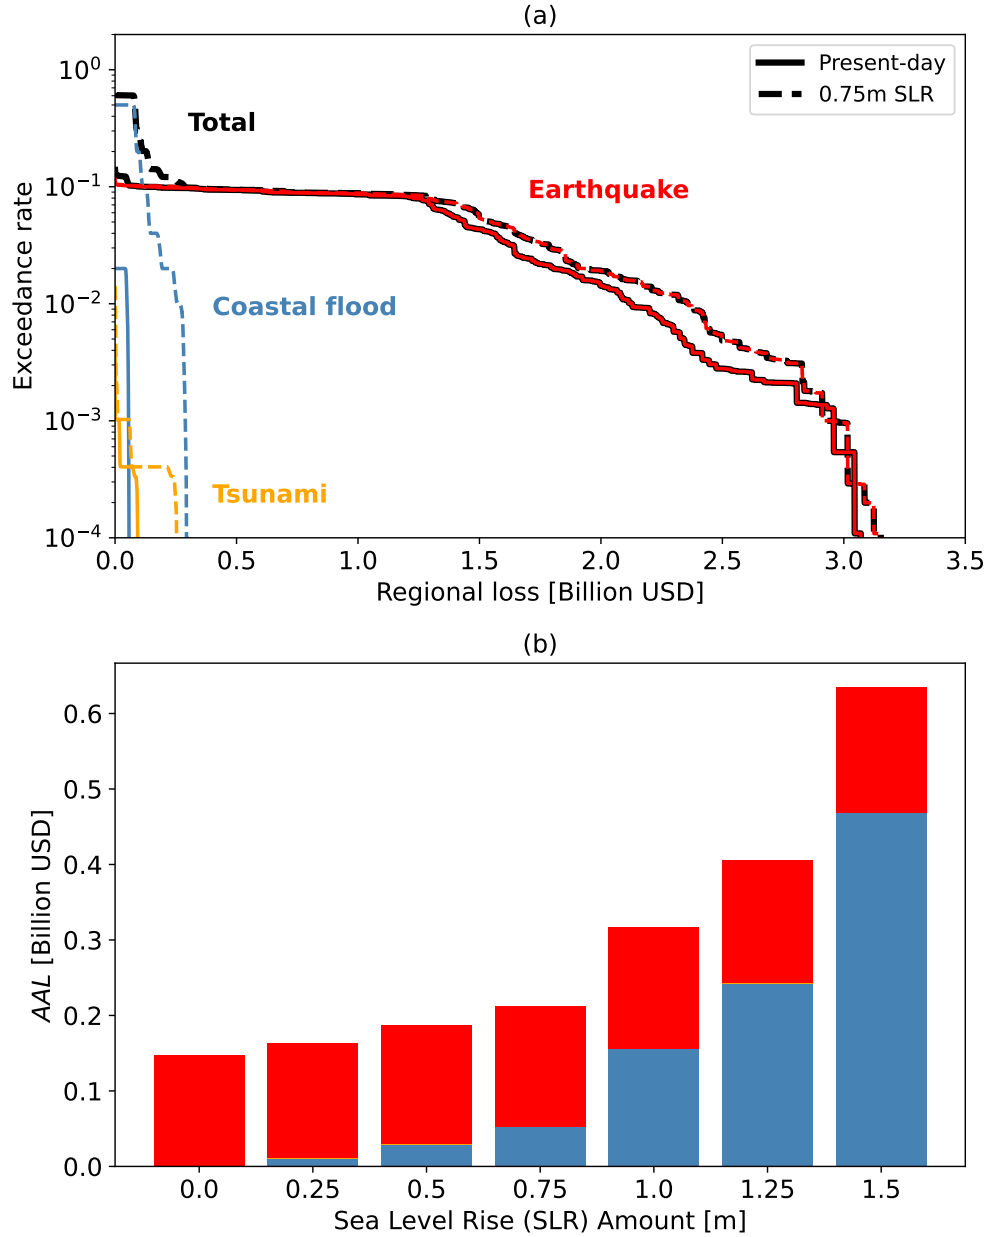 (a)
Exceedance rate
10⁰
10⁻¹
10⁻²
10⁻³
10⁻⁴
Present-day
0.75m SLR
Total
Earthquake
Coastal flood
Tsunami
0.0 0.5 1.0 1.5 2.0 2.5 3.0 3.5
Regional loss [Billion USD]
(b)
AAL [Billion USD]
0.6
0.5
0.4
0.3
0.2
0.1
0.0
0.0 0.25 0.5 0.75 1.0 1.25 1.5
Sea Level Rise (SLR) Amount [m]